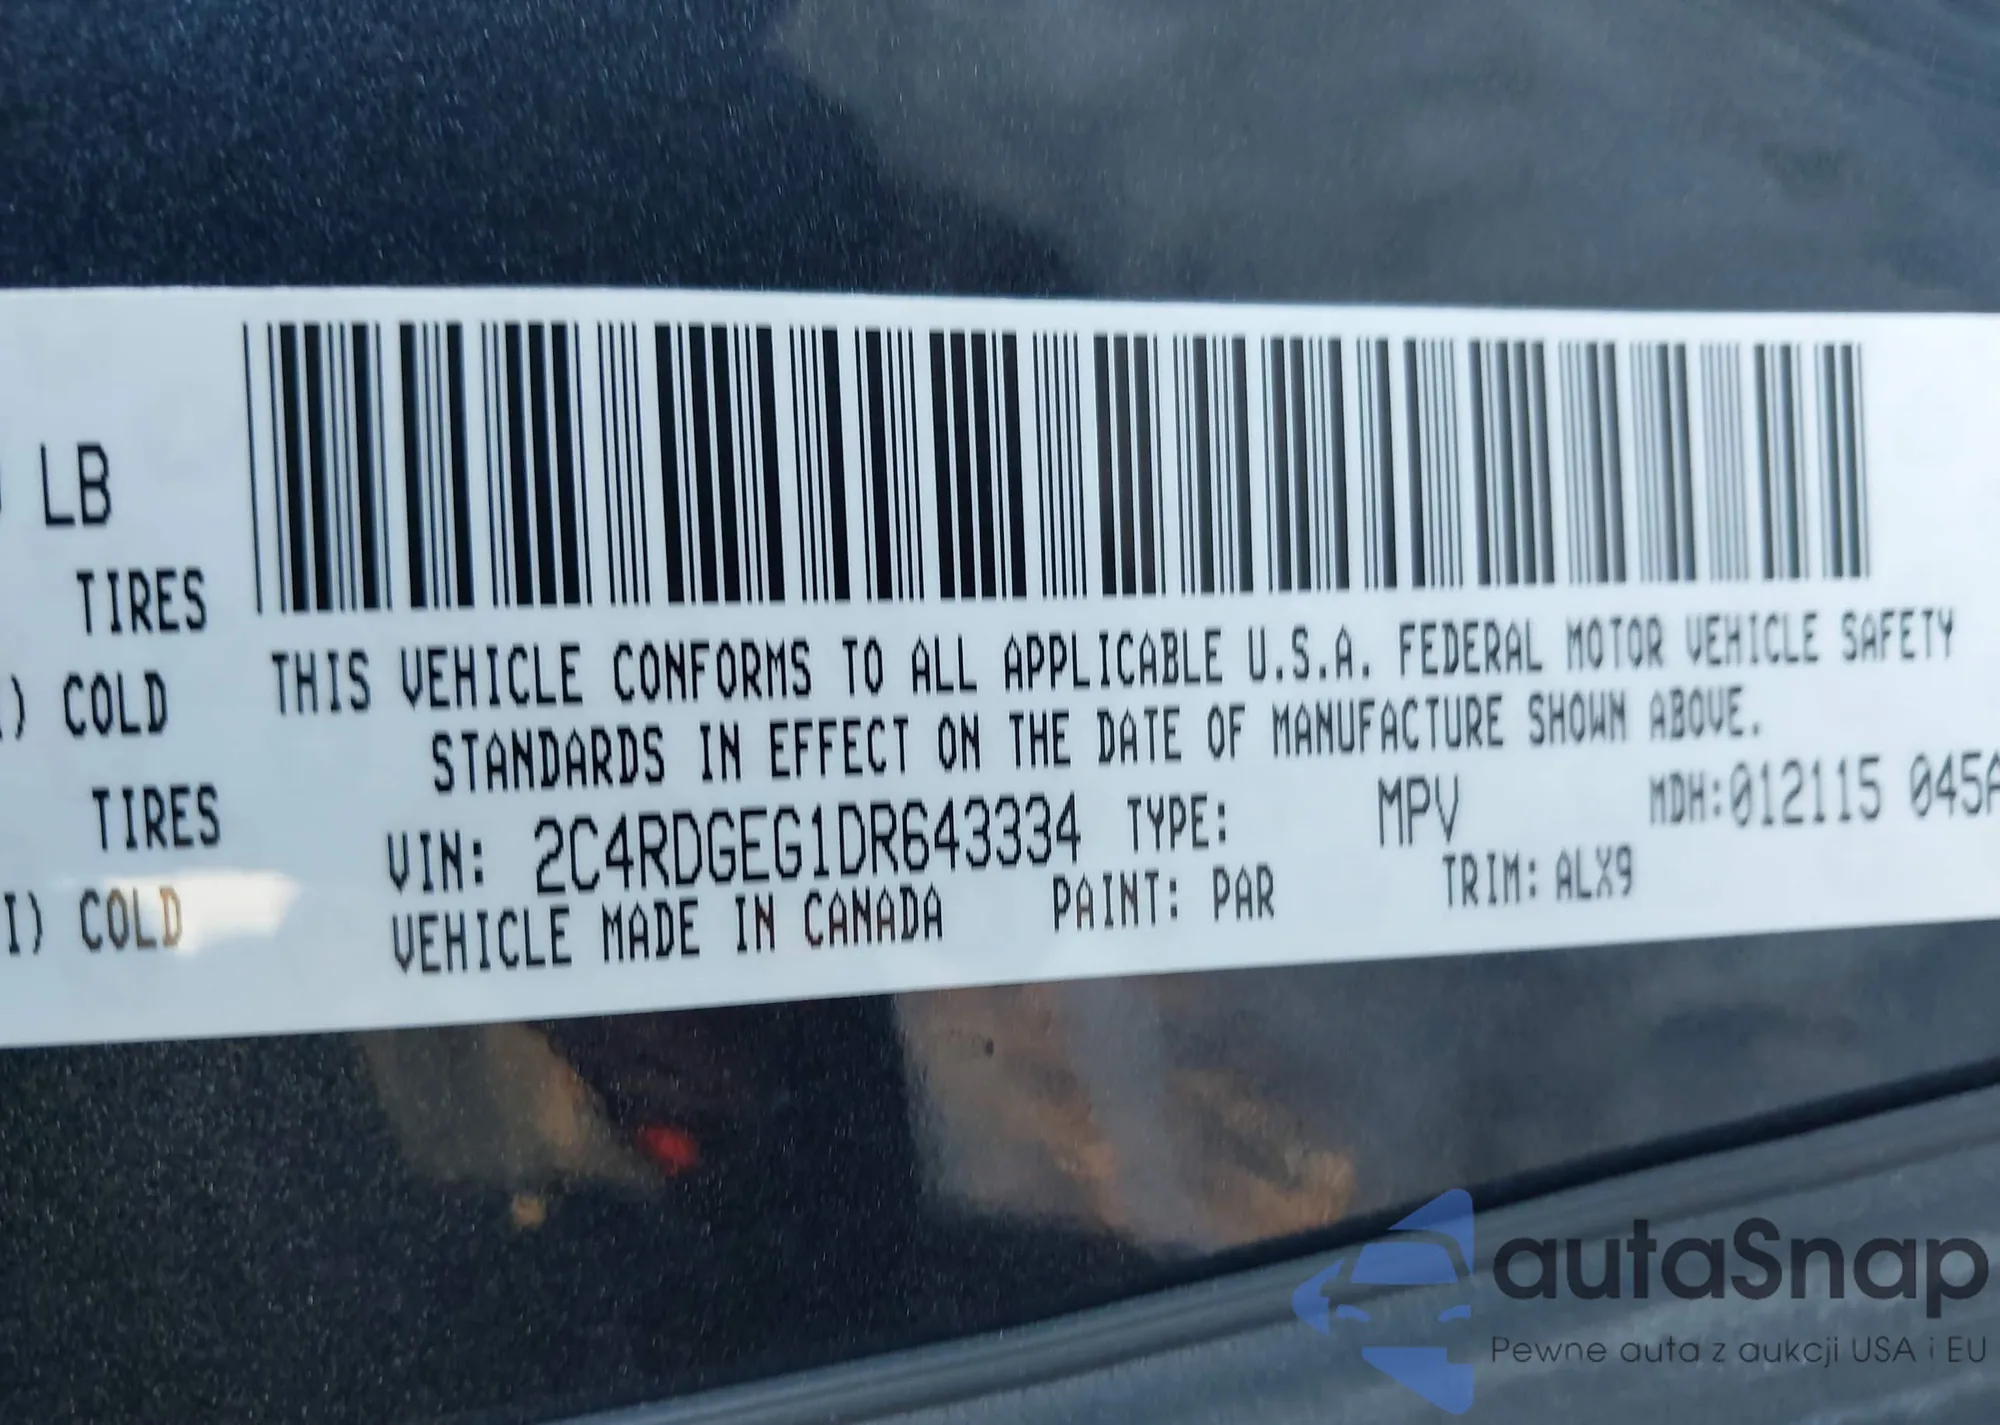 LB
TIRES
) COLD
TIRES
I) COLD
THIS VEHICLE CONFORMS TO ALL APPLICABLE U.S.A. FEDERAL MOTOR VEHICLE SAFETY
STANDARDS IN EFFECT ON THE DATE OF MANUFACTURE SHOWN ABOVE.
VIN: 2C4RDGEG1DR643334 TYPE: MPV MDH:012115 045A
VEHICLE MADE IN CANADA PAINT: PAR TRIM: ALX9
autaSnap
Pewne auta z aukcji USA i EU